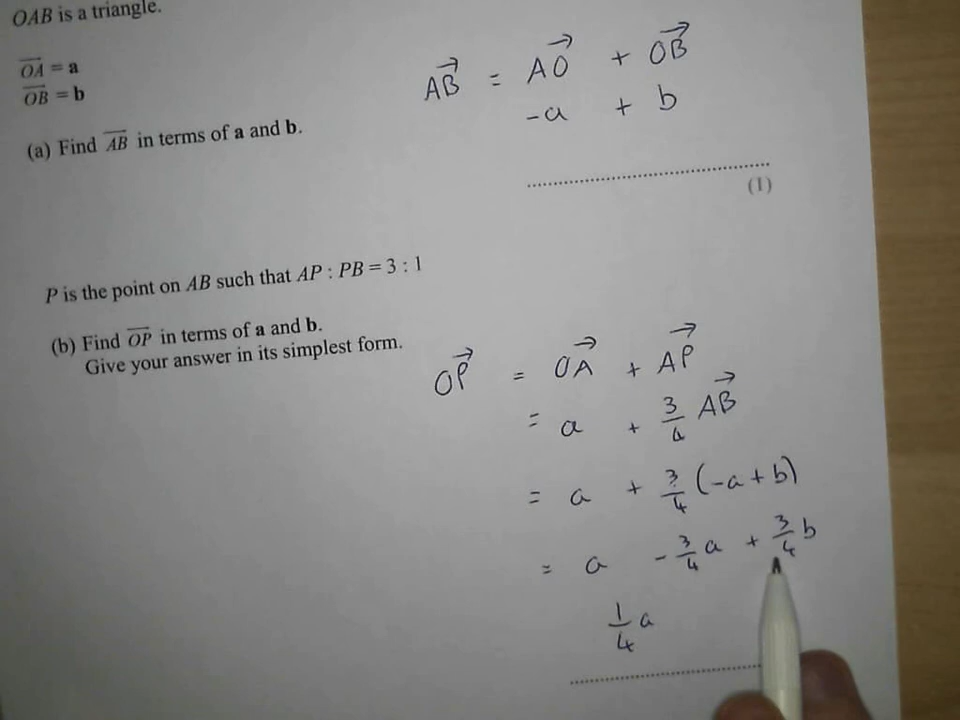 OAB is a triangle.
OA = a
OB = b
(a) Find AB in terms of a and b.
AB = AO + OB
-a + b
(1)
P is the point on AB such that AP : PB = 3 : 1
(b) Find OP in terms of a and b.
Give your answer in its simplest form.
OP = OA + AP
= a + 3/4 AB
= a + 3/4 (-a + b)
= a - 3/4 a + 3/4 b
1/4 a